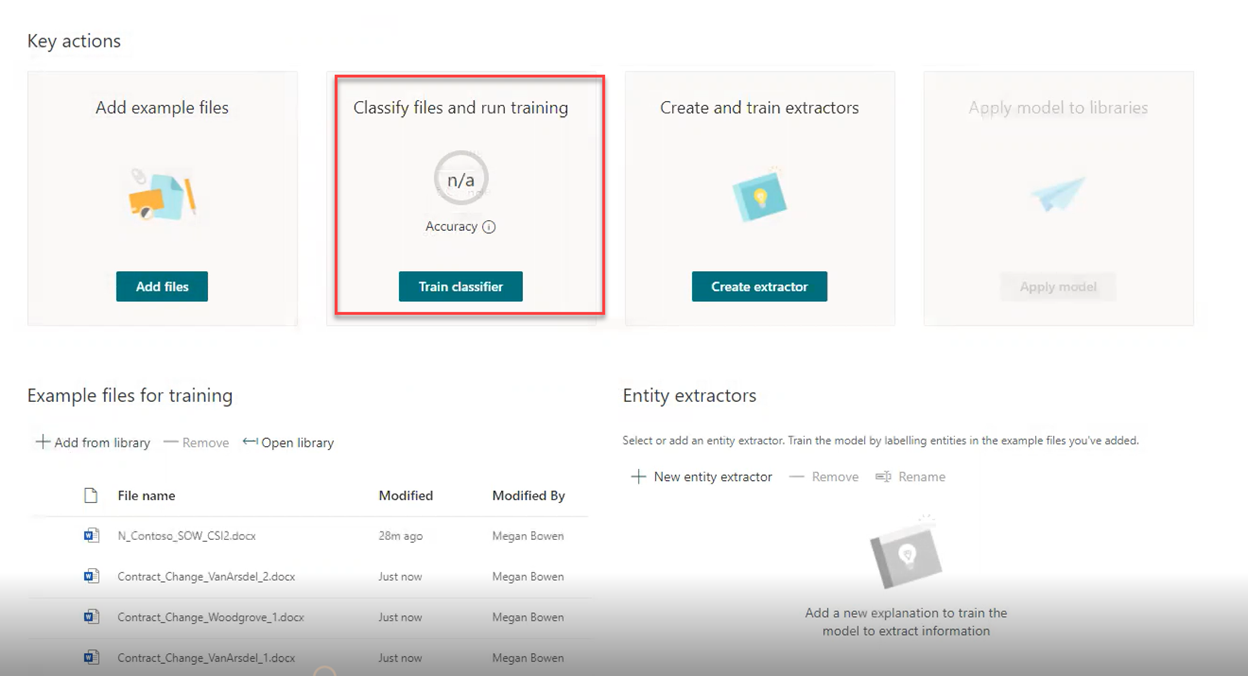 Key actions
Add example files
Classify files and run training
Create and train extractors
Apply model to libraries
n/a
Accuracy
Add files
Train classifier
Create extractor
Apply model
Example files for training
Add from library Remove Open library
File name Modified Modified By
N_Contoso_SOW_CSI2.docx 28m ago Megan Bowen
Contract_Change_VanArsdel_2.docx Just now Megan Bowen
Contract_Change_Woodgrove_1.docx Just now Megan Bowen
Contract_Change_VanArsdel_1.docx Just now Megan Bowen
Entity extractors
Select or add an entity extractor. Train the model by labelling entities in the example files you've added.
New entity extractor Remove Rename
Add a new explanation to train the
model to extract information